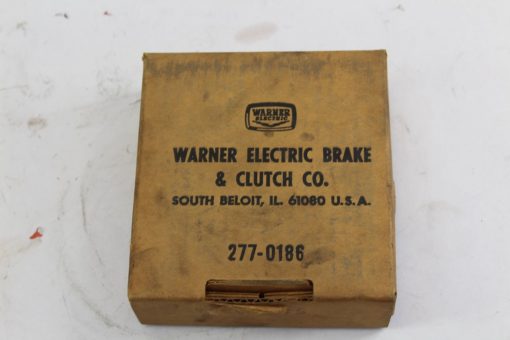 WARNER
ELECTRIC
WARNER ELECTRIC BRAKE
& CLUTCH CO.
SOUTH BELOIT, IL. 61080 U.S.A.
277-0186